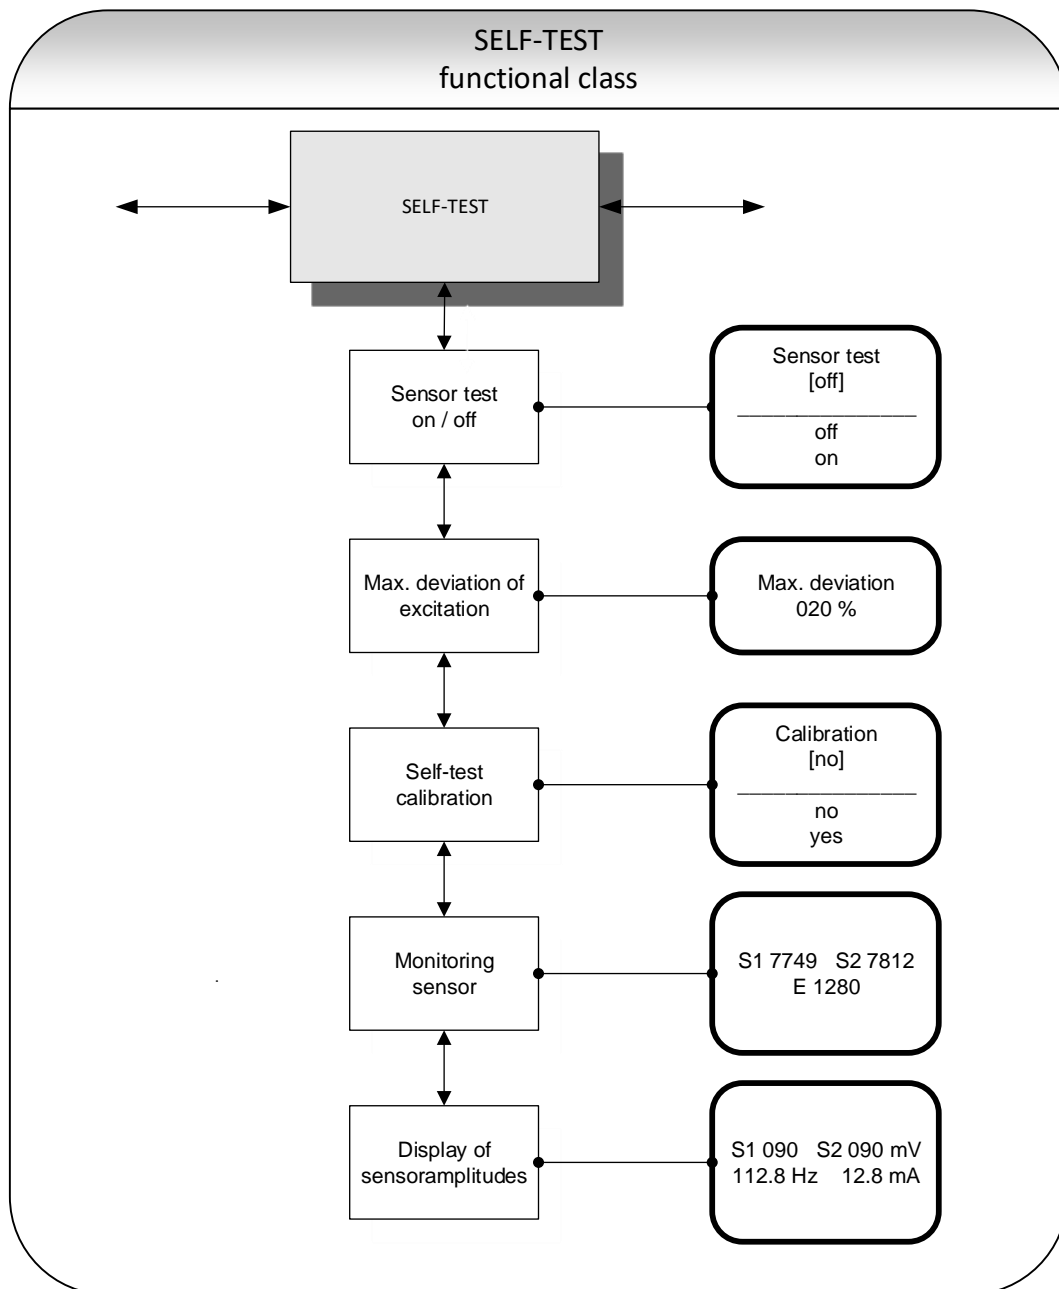 SELF-TEST
functional class
SELF-TEST
Sensor test
on / off
Sensor test
[off]
_______________
off
on
Max. deviation of
excitation
Max. deviation
020 %
Self-test
calibration
Calibration
[no]
_______________
no
yes
Monitoring
sensor
S1 7749 S2 7812
E 1280
Display of
sensoramplitudes
S1 090 S2 090 mV
112.8 Hz 12.8 mA